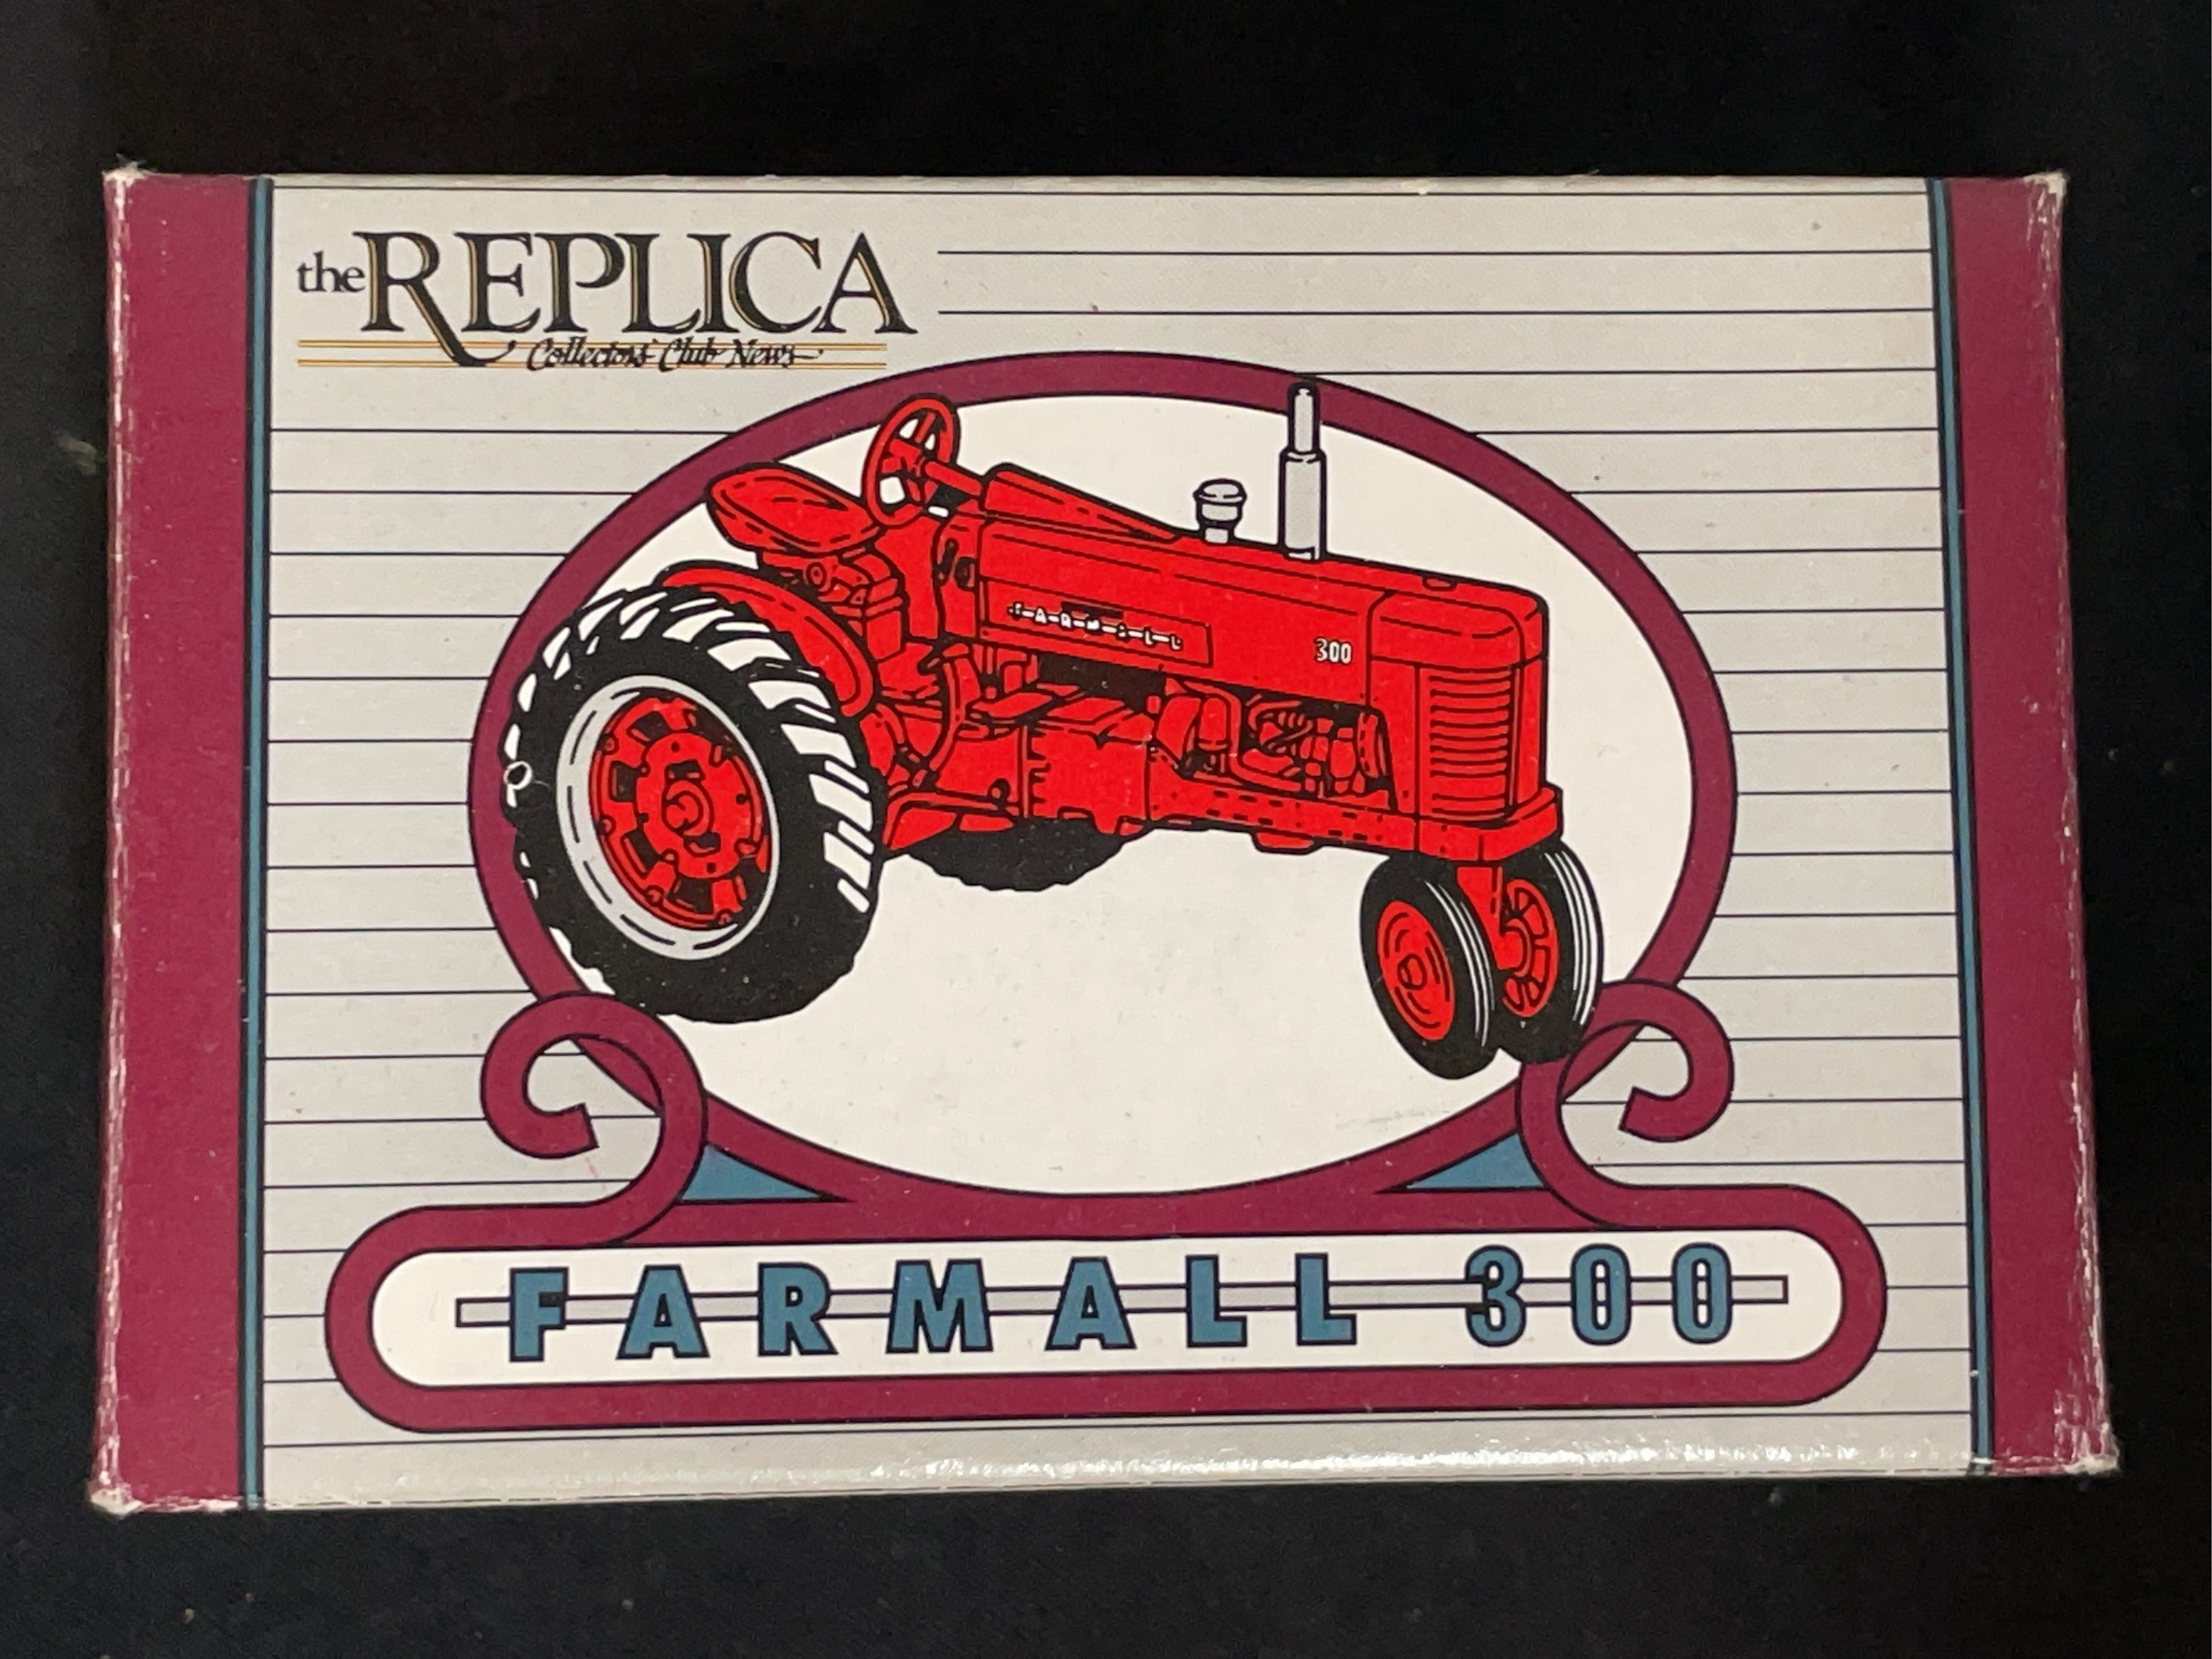 the REPLICA
Collectors' Club News
FARMALL
300
FARMALL 300